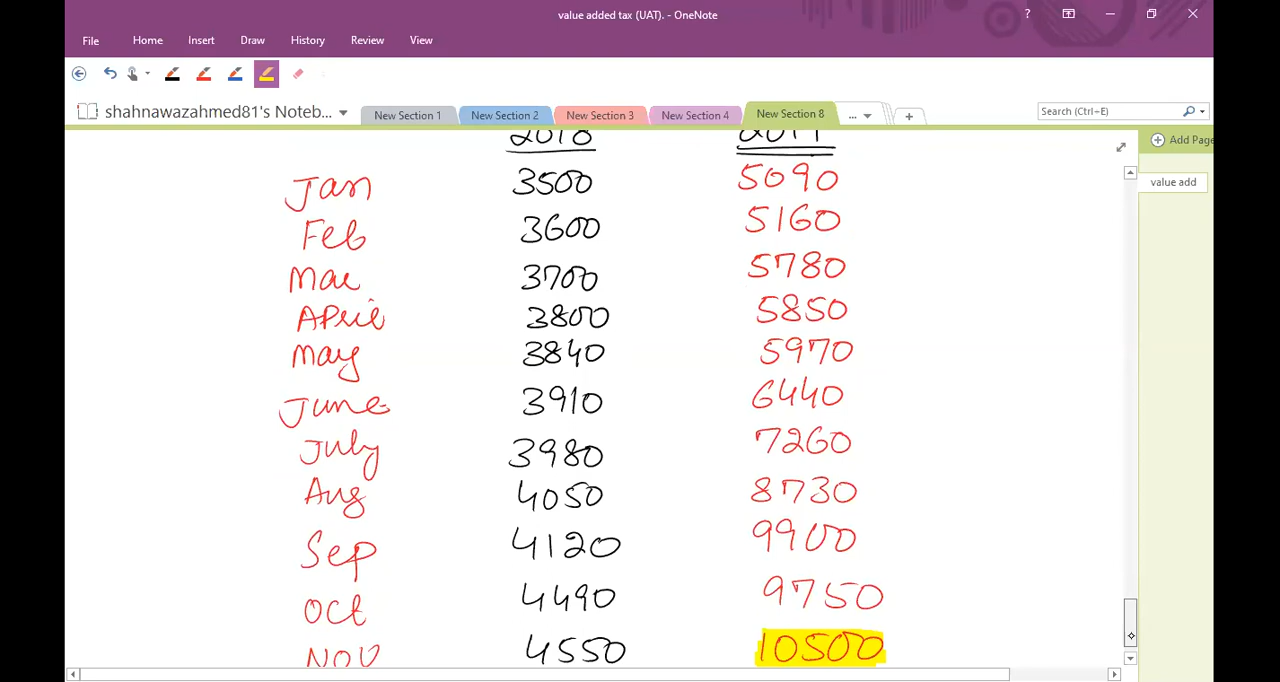 value added tax (UAT). - OneNote
?
File Home Insert Draw History Review View
shahnawazahmed81's Noteb... New Section 1 New Section 2 New Section 3 New Section 4 New Section 8 ... + Search (Ctrl+E)
Add Pag
value add
2018
Jan 3500 5090
Feb 3600 5160
Mar 3700 5780
April 3800 5850
May 3840 5970
June 3910 6440
July 3980 7260
Aug 4050 8730
Sep 4120 9900
Oct 4490 9750
Nov 4550 10500